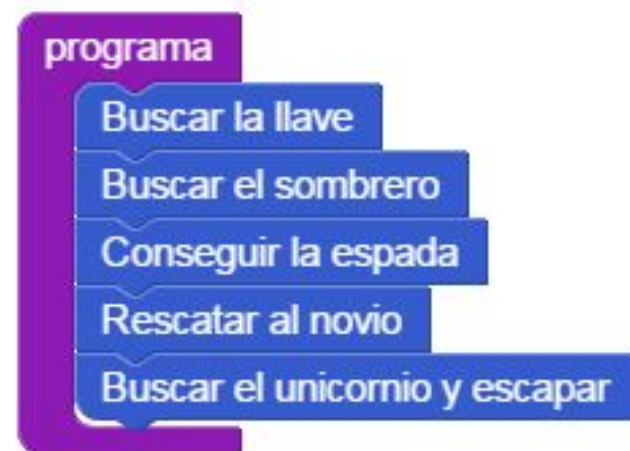 programa
Buscar la llave
Buscar el sombrero
Conseguir la espada
Rescatar al novio
Buscar el unicornio y escapar